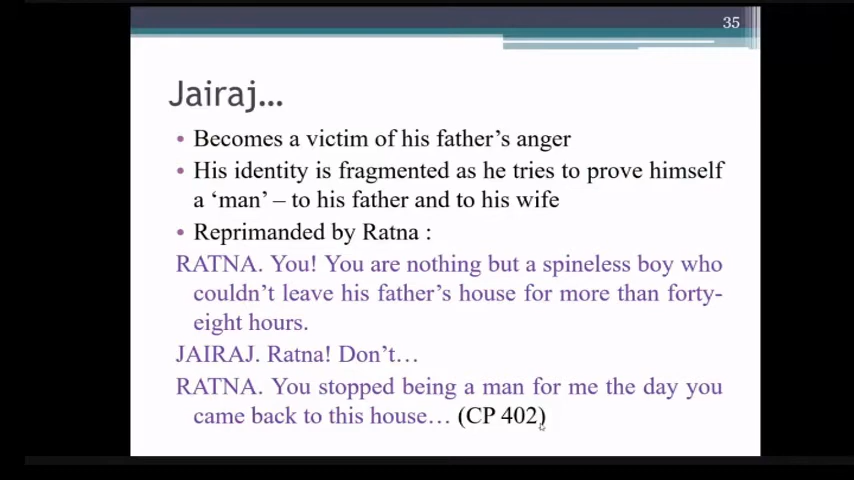 35
Jairaj…
• Becomes a victim of his father’s anger
• His identity is fragmented as he tries to prove himself
a ‘man’ – to his father and to his wife
• Reprimanded by Ratna :
RATNA. You! You are nothing but a spineless boy who
couldn’t leave his father’s house for more than forty-
eight hours.
JAIRAJ. Ratna! Don’t…
RATNA. You stopped being a man for me the day you
came back to this house… (CP 402)